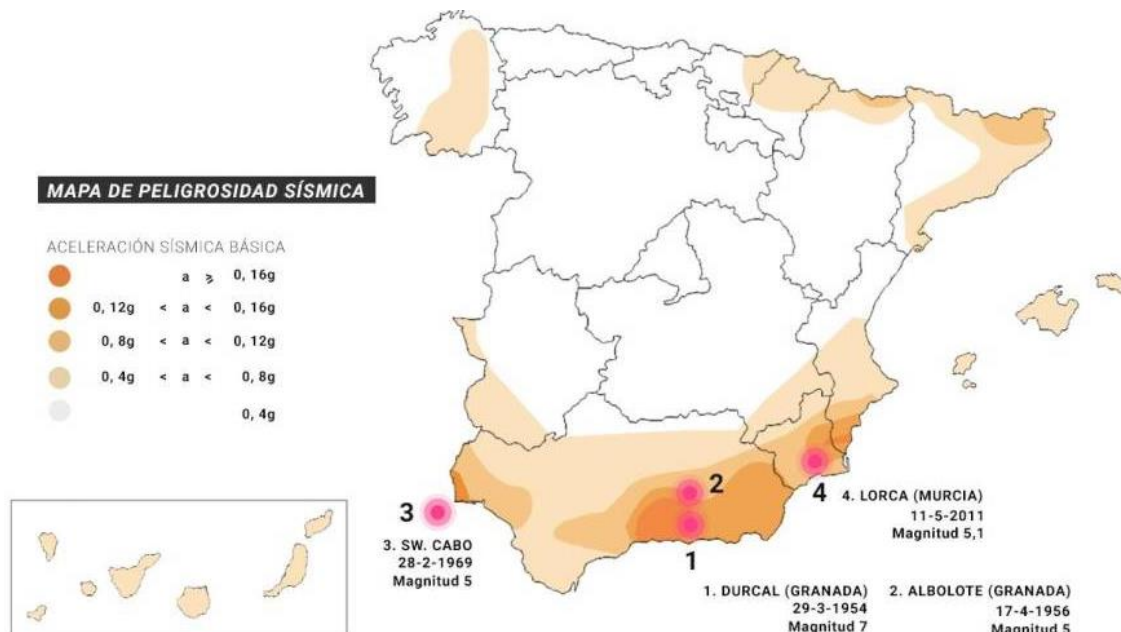 MAPA DE PELIGROSIDAD SÍSMICA
ACELERACIÓN SÍSMICA BÁSICA
a ≥ 0, 16g
0, 12g < a < 0, 16g
0, 8g < a < 0, 12g
0, 4g < a < 0, 8g
0, 4g
2
3
4
1
4. LORCA (MURCIA)
11-5-2011
Magnitud 5,1
3. SW. CABO
28-2-1969
Magnitud 5
1. DURCAL (GRANADA)
29-3-1954
Magnitud 7
2. ALBOLOTE (GRANADA)
17-4-1956
Magnitud 5